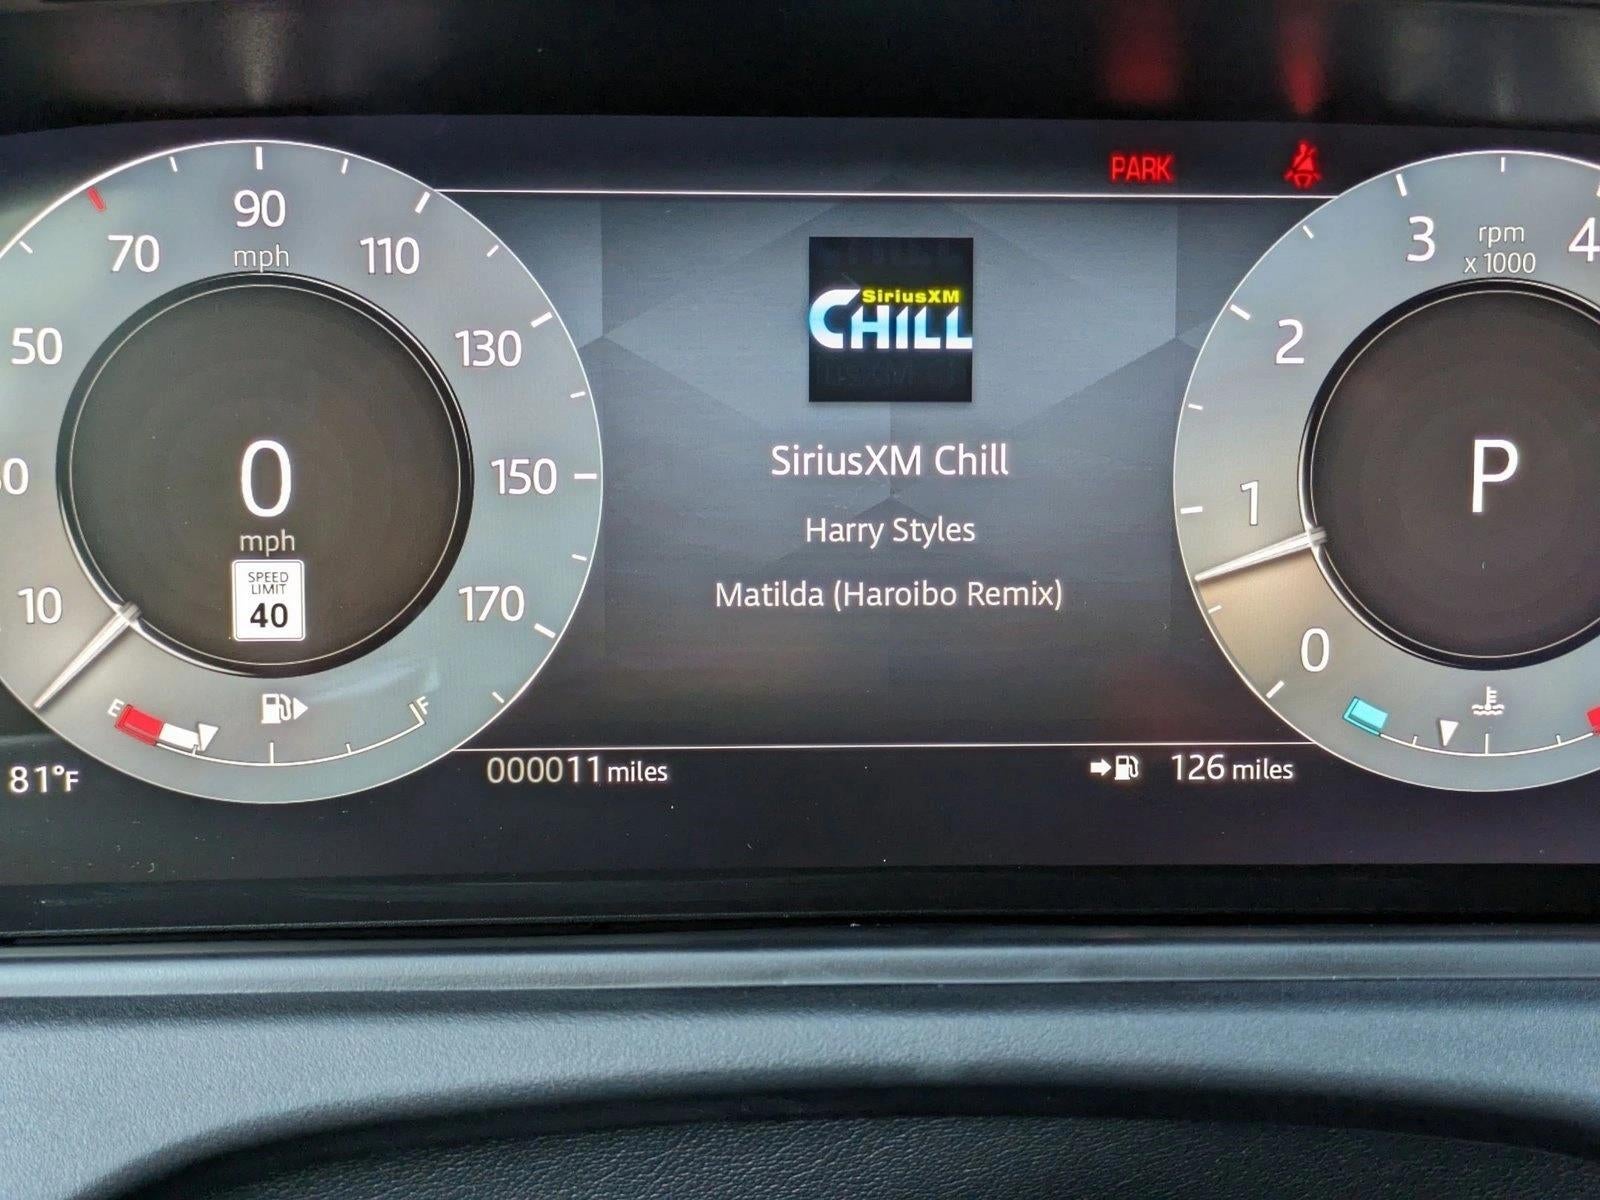 PARK
90
mph
70
110
50
130
150
10
170
0
mph
SPEED
LIMIT
40
E
F
81°F
SiriusXM
CHILL
SiriusXM Chill
Harry Styles
Matilda (Haroibo Remix)
000011 miles
126 miles
3
rpm
x 1000
4
2
1
0
P